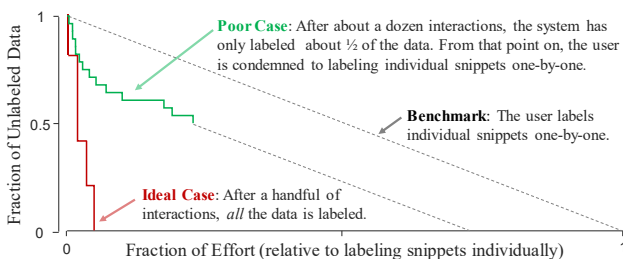 1
Poor Case: After about a dozen interactions, the system has
only labeled about ½ of the data. From that point on, the user
is condemned to labeling individual snippets one-by-one.
Benchmark: The user labels
individual snippets one-by-one.
0.5
Ideal Case: After a handful of
interactions, all the data is labeled.
0
0
Fraction of Effort (relative to labeling snippets individually)
Fraction of Unlabeled Data